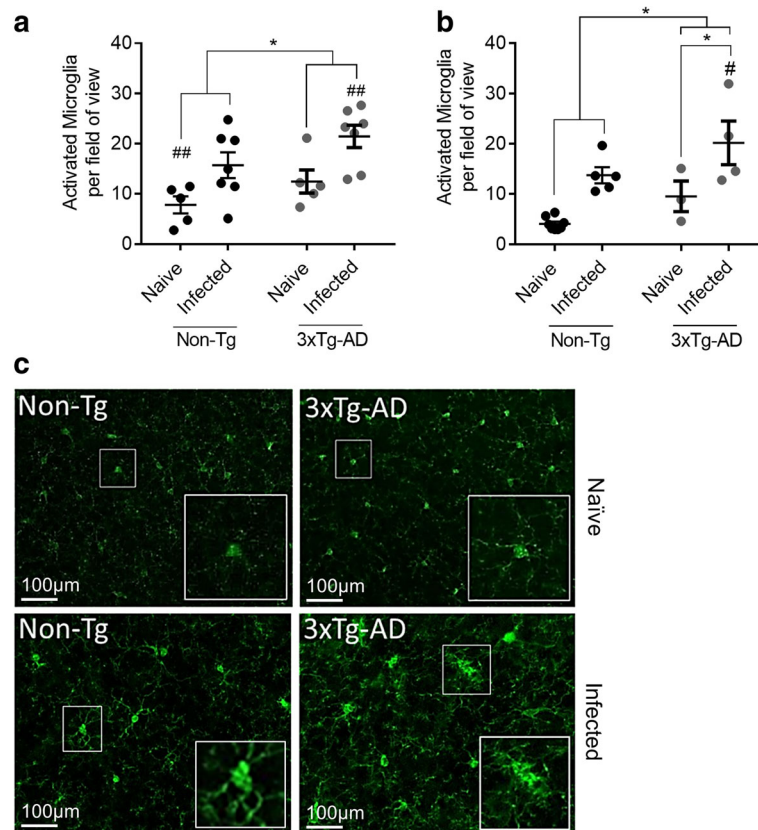 a
Activated Microglia
per field of view
40
30
20
10
0
*
##
##
Naive
Infected
Naive
Infected
Non-Tg
3xTg-AD
b
Activated Microglia
per field of view
40
30
20
10
0
*
*
#
Naive
Infected
Naive
Infected
Non-Tg
3xTg-AD
c
Non-Tg
100µm
3xTg-AD
100µm
Naïve
Non-Tg
100µm
3xTg-AD
100µm
Infected